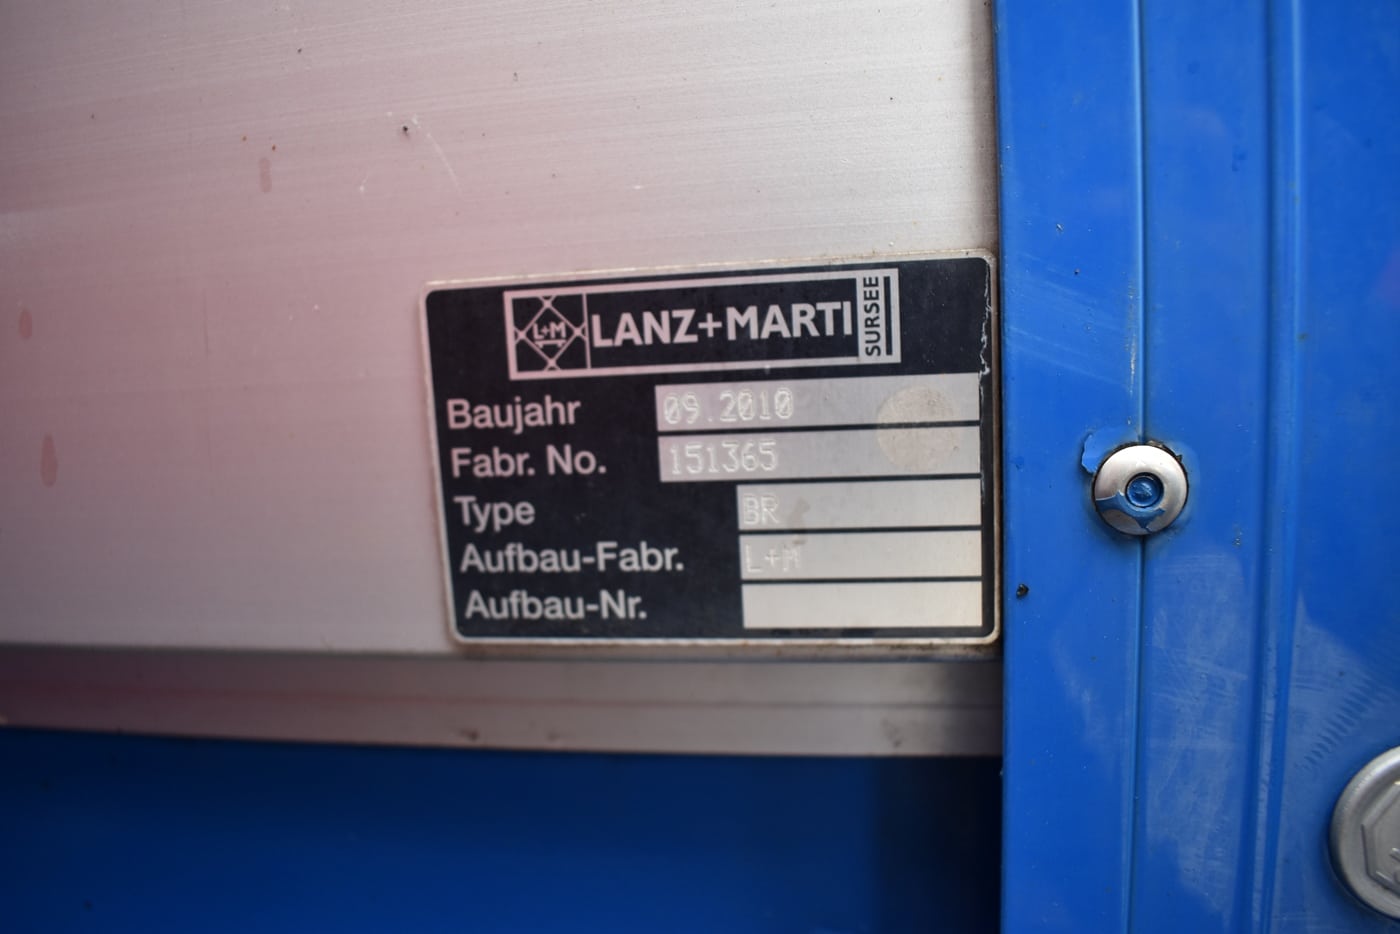 L+M LANZ+MARTI SURSEE
Baujahr 09.2010
Fabr. No. 151365
Type BR
Aufbau-Fabr. L+M
Aufbau-Nr.